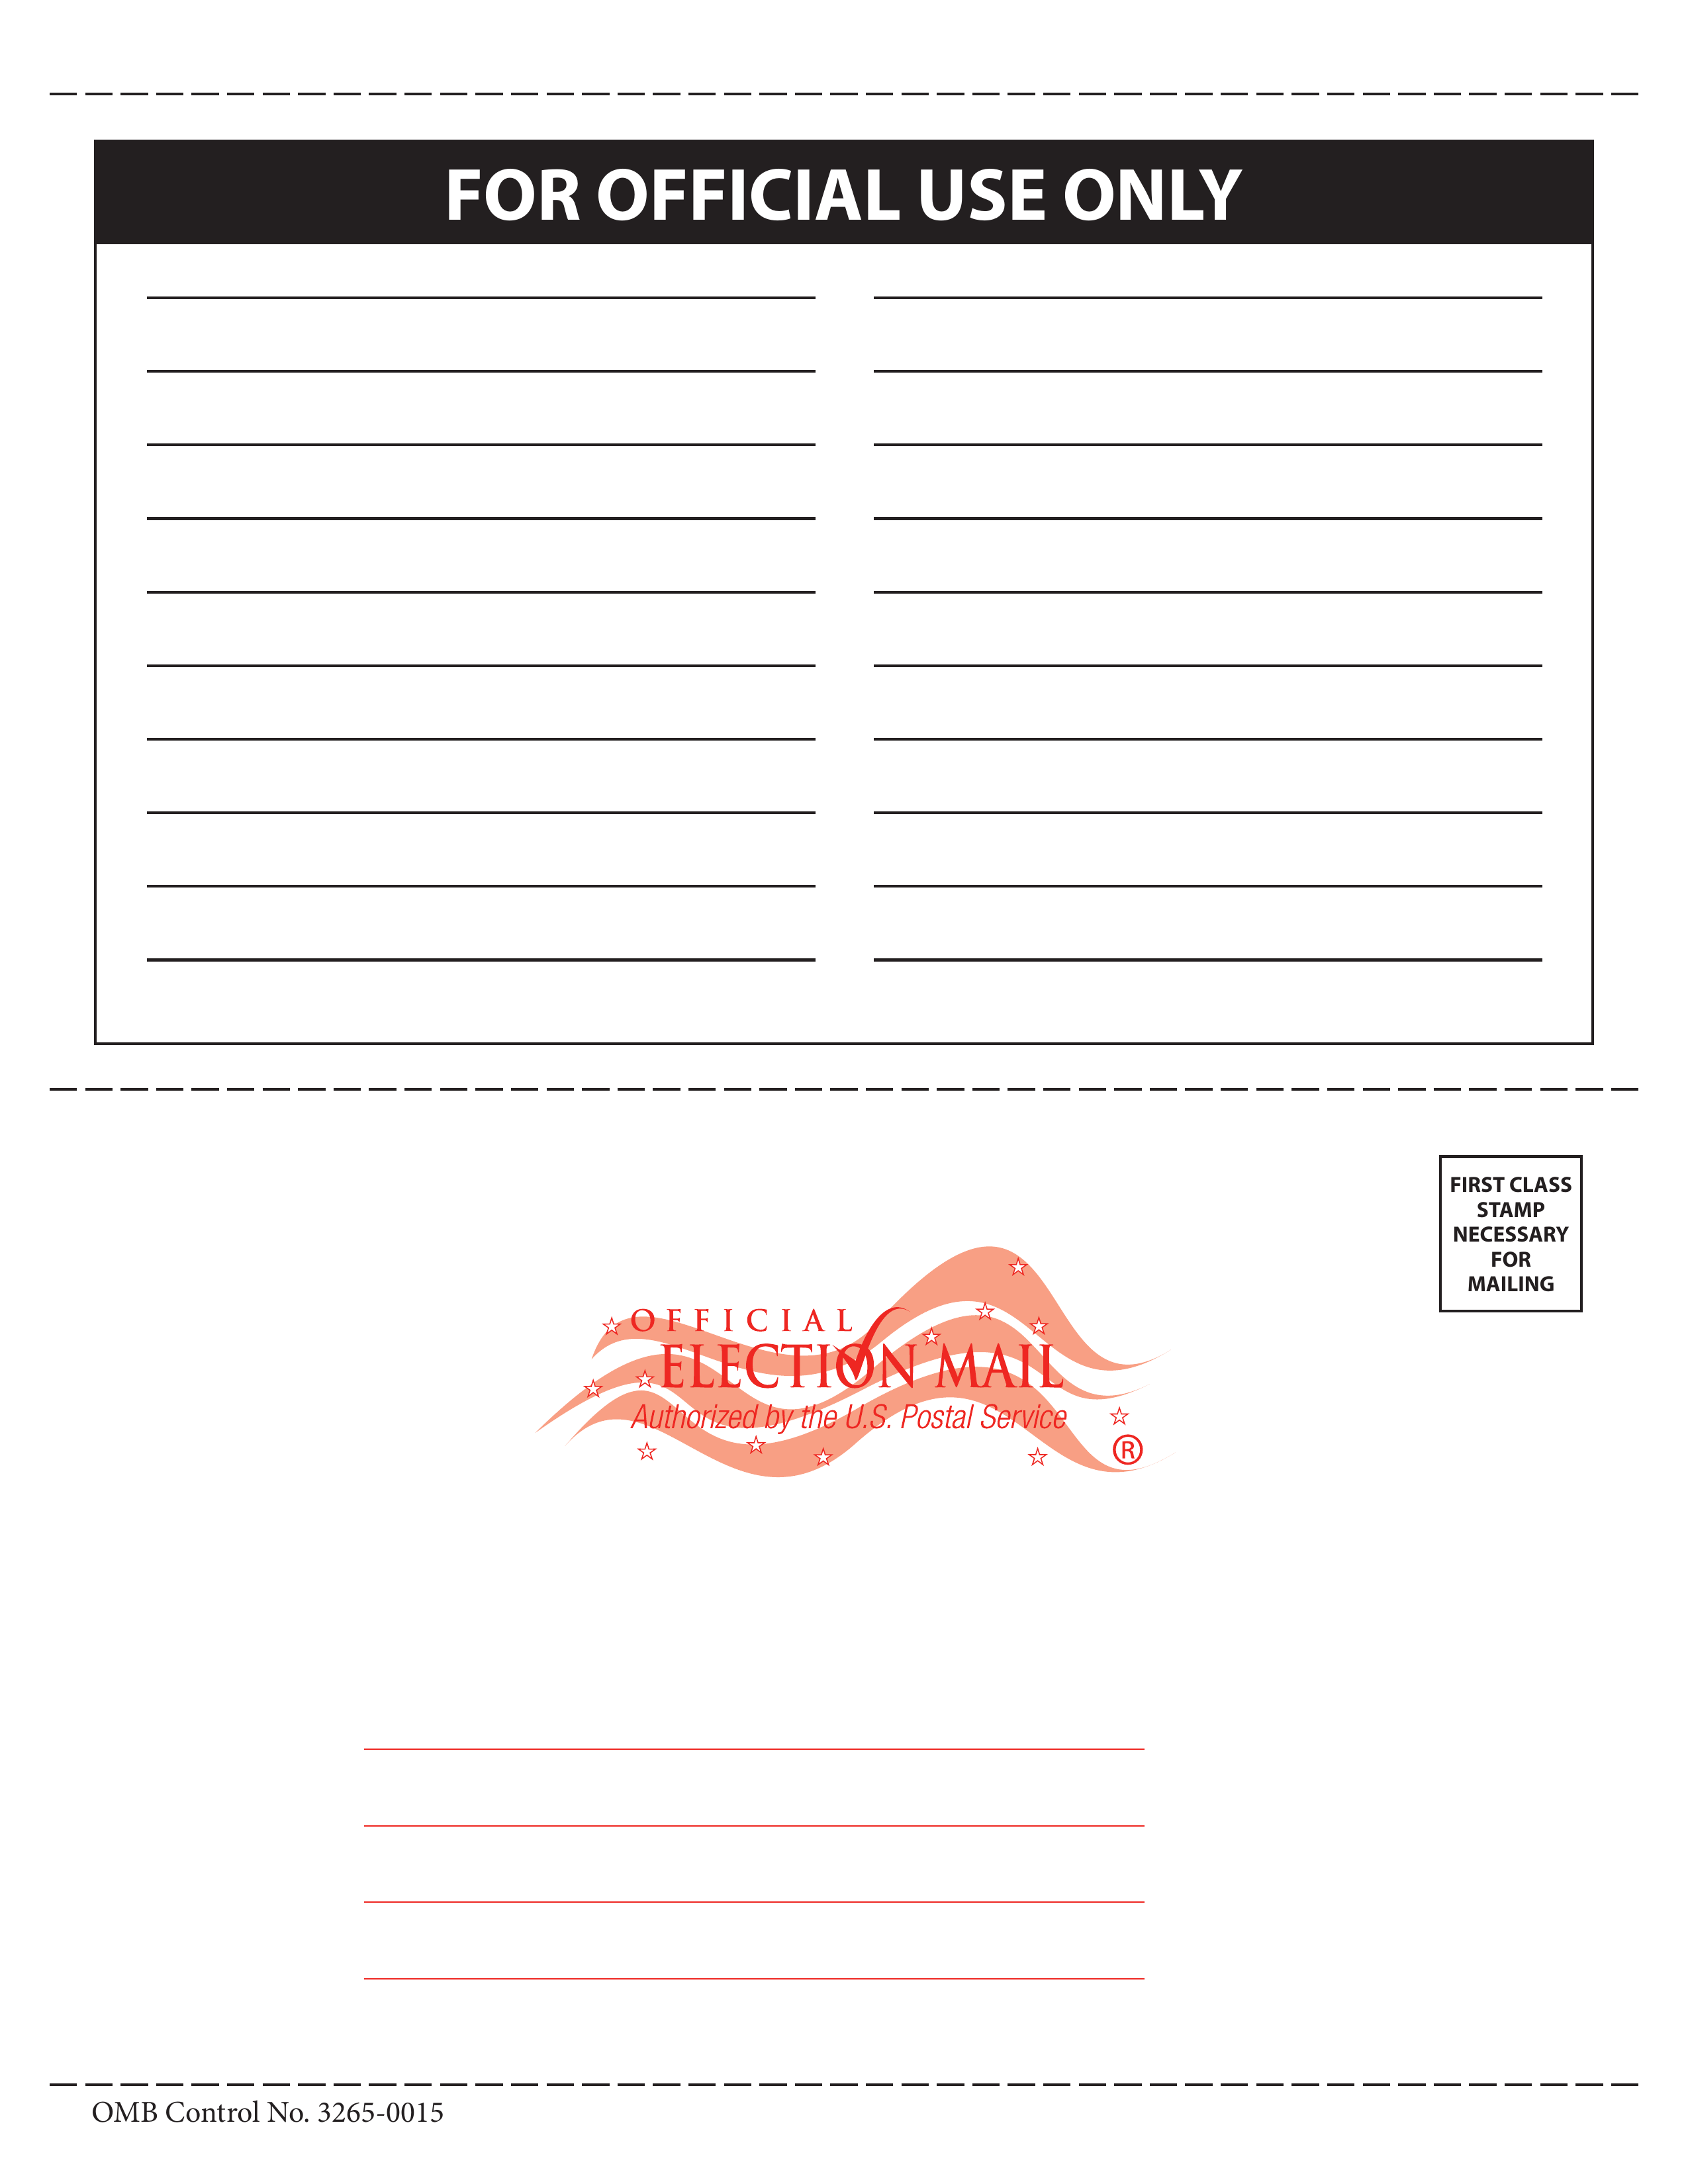 FOR OFFICIAL USE ONLY
FIRST CLASS
STAMP
NECESSARY
FOR
MAILING
OFFICIAL
ELECTION MAIL
Authorized by the U.S. Postal Service
®
OMB Control No. 3265-0015